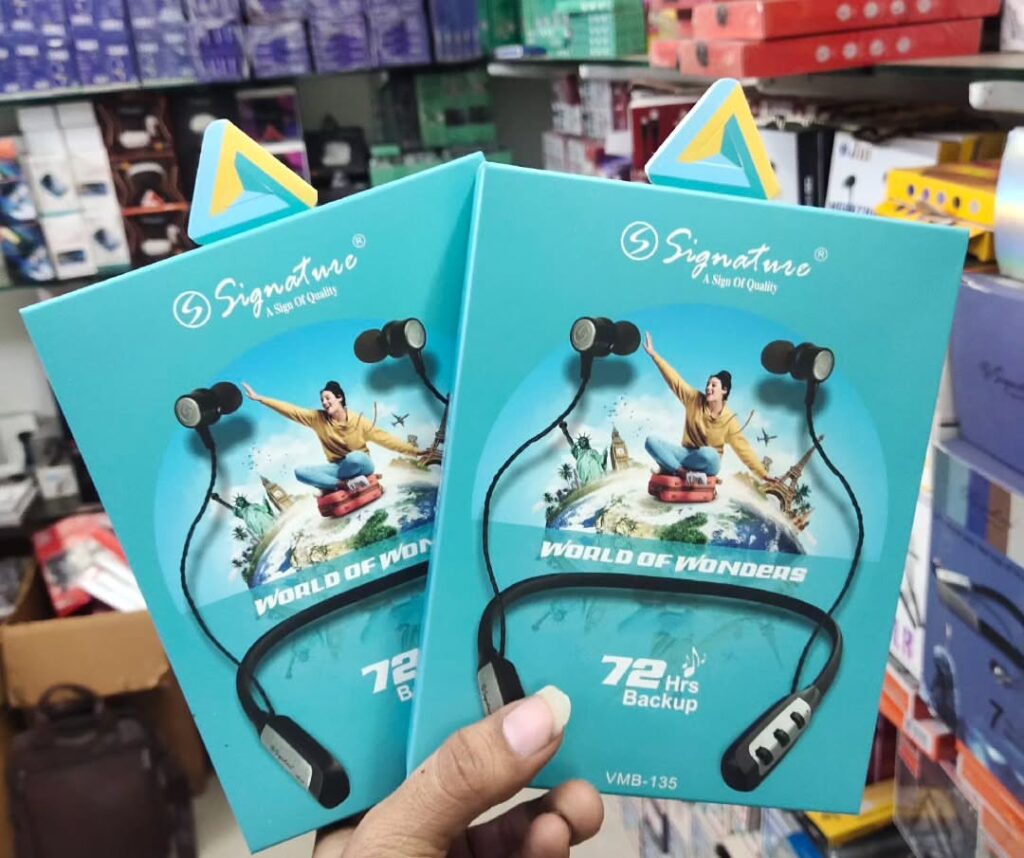 Signature®
A Sign Of Quality
WORLD OF WON
72
B
Signature®
A Sign Of Quality
WORLD OF WONDERS
72 Hrs
Backup
VMB-135